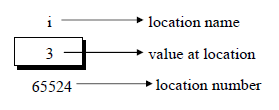 i location name
3 value at location
65524 location number